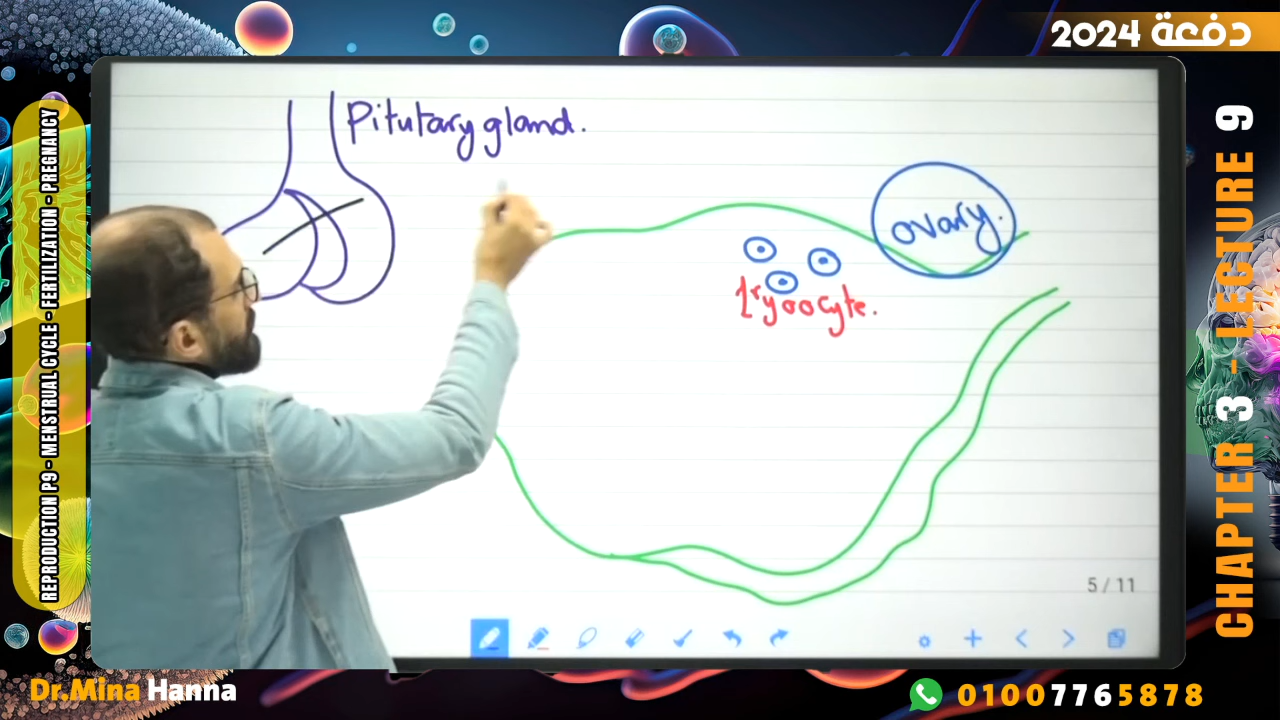 دفعة 2024
REPRODUCTION P9 - MENSTRUAL CYCLE - FERTILIZATION - PREGNANCY
Pitutary gland.
ovary.
1ry oocyte.
CHAPTER 3 - LECTURE 9
5 / 11
Dr.Mina Hanna
01007765878